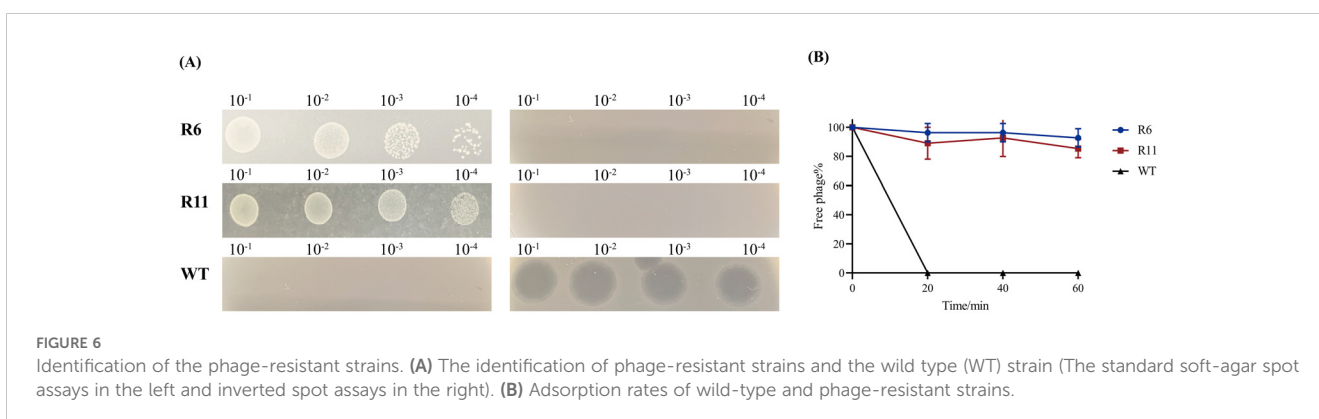 (A)
10⁻¹ 10⁻² 10⁻³ 10⁻⁴ 10⁻¹ 10⁻² 10⁻³ 10⁻⁴
R6
10⁻¹ 10⁻² 10⁻³ 10⁻⁴ 10⁻¹ 10⁻² 10⁻³ 10⁻⁴
R11
10⁻¹ 10⁻² 10⁻³ 10⁻⁴ 10⁻¹ 10⁻² 10⁻³ 10⁻⁴
WT
(B)
Free phage%
100
80
60
40
20
0
0 20 40 60
Time/min
R6
R11
WT
FIGURE 6
Identification of the phage-resistant strains. (A) The identification of phage-resistant strains and the wild type (WT) strain (The standard soft-agar spot
assays in the left and inverted spot assays in the right). (B) Adsorption rates of wild-type and phage-resistant strains.